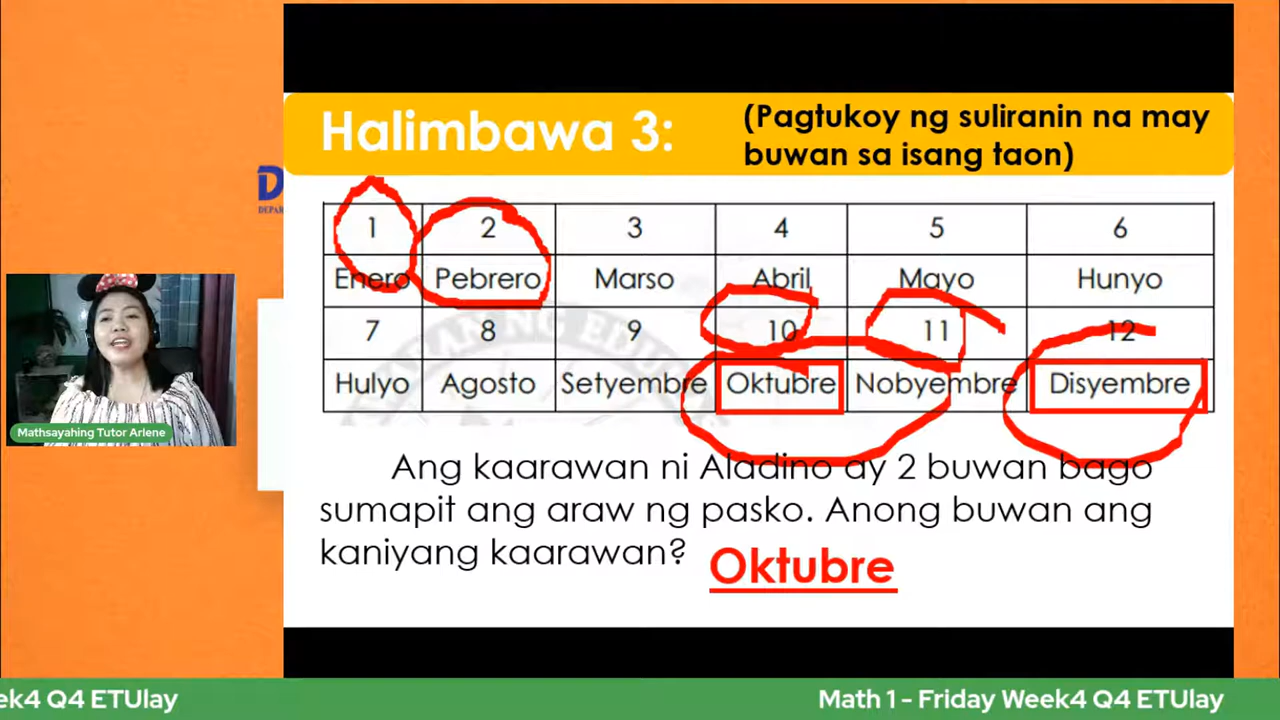 Halimbawa 3:
(Pagtukoy ng suliranin na may
buwan sa isang taon)
1 2 3 4 5 6
Enero Pebrero Marso Abril Mayo Hunyo
7 8 9 10 11 12
Hulyo Agosto Setyembre Oktubre Nobyembre Disyembre
Ang kaarawan ni Aladino ay 2 buwan bago
sumapit ang araw ng pasko. Anong buwan ang
kaniyang kaarawan?
Oktubre
Mathsayahing Tutor Arlene
ek4 Q4 ETUlay
Math 1 - Friday Week4 Q4 ETUlay